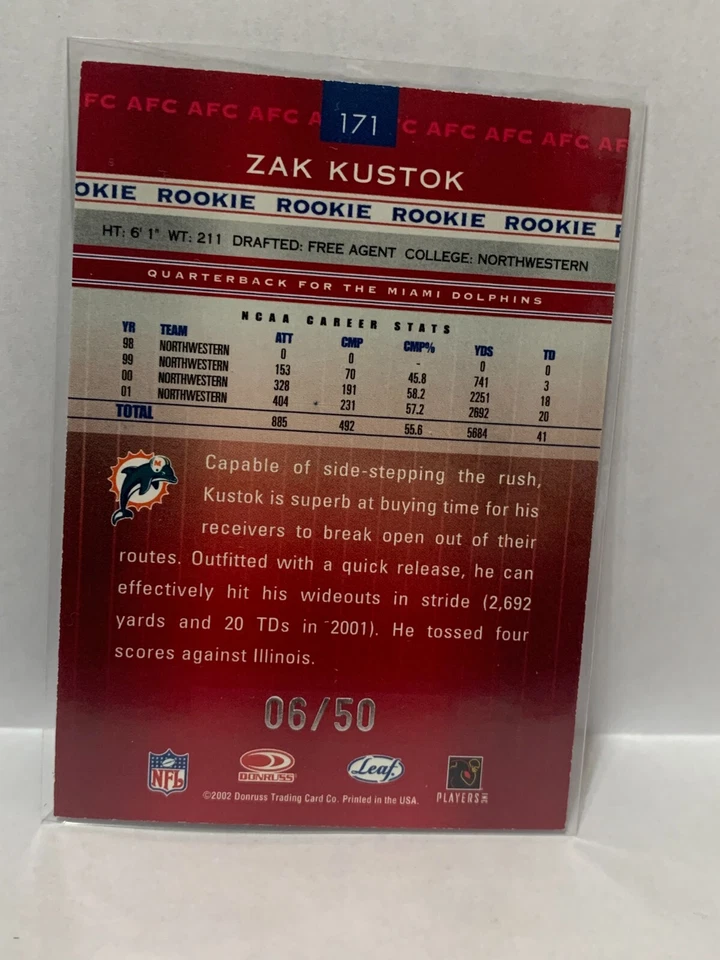 FC AFC AFC AFC A C AFC AFC AFC AF
171
ZAK KUSTOK
OKIE ROOKIE ROOKIE ROOKIE ROOKIE R
HT: 6' 1" WT: 211 DRAFTED: FREE AGENT COLLEGE: NORTHWESTERN
QUARTERBACK FOR THE MIAMI DOLPHINS
NCAA CAREER STATS
YR TEAM ATT CMP CMP% YDS TD
98 NORTHWESTERN 0 0 - 0 0
99 NORTHWESTERN 153 70 45.8 741 3
00 NORTHWESTERN 328 191 58.2 2251 18
01 NORTHWESTERN 404 231 57.2 2692 20
TOTAL 885 492 55.6 5684 41
Capable of side-stepping the rush,
Kustok is superb at buying time for his
receivers to break open out of their
routes. Outfitted with a quick release, he can
effectively hit his wideouts in stride (2,692
yards and 20 TDs in 2001). He tossed four
scores against Illinois.
06/50
NFL DONRUSS Leaf PLAYERS INC
©2002 Donruss Trading Card Co. Printed in the USA.